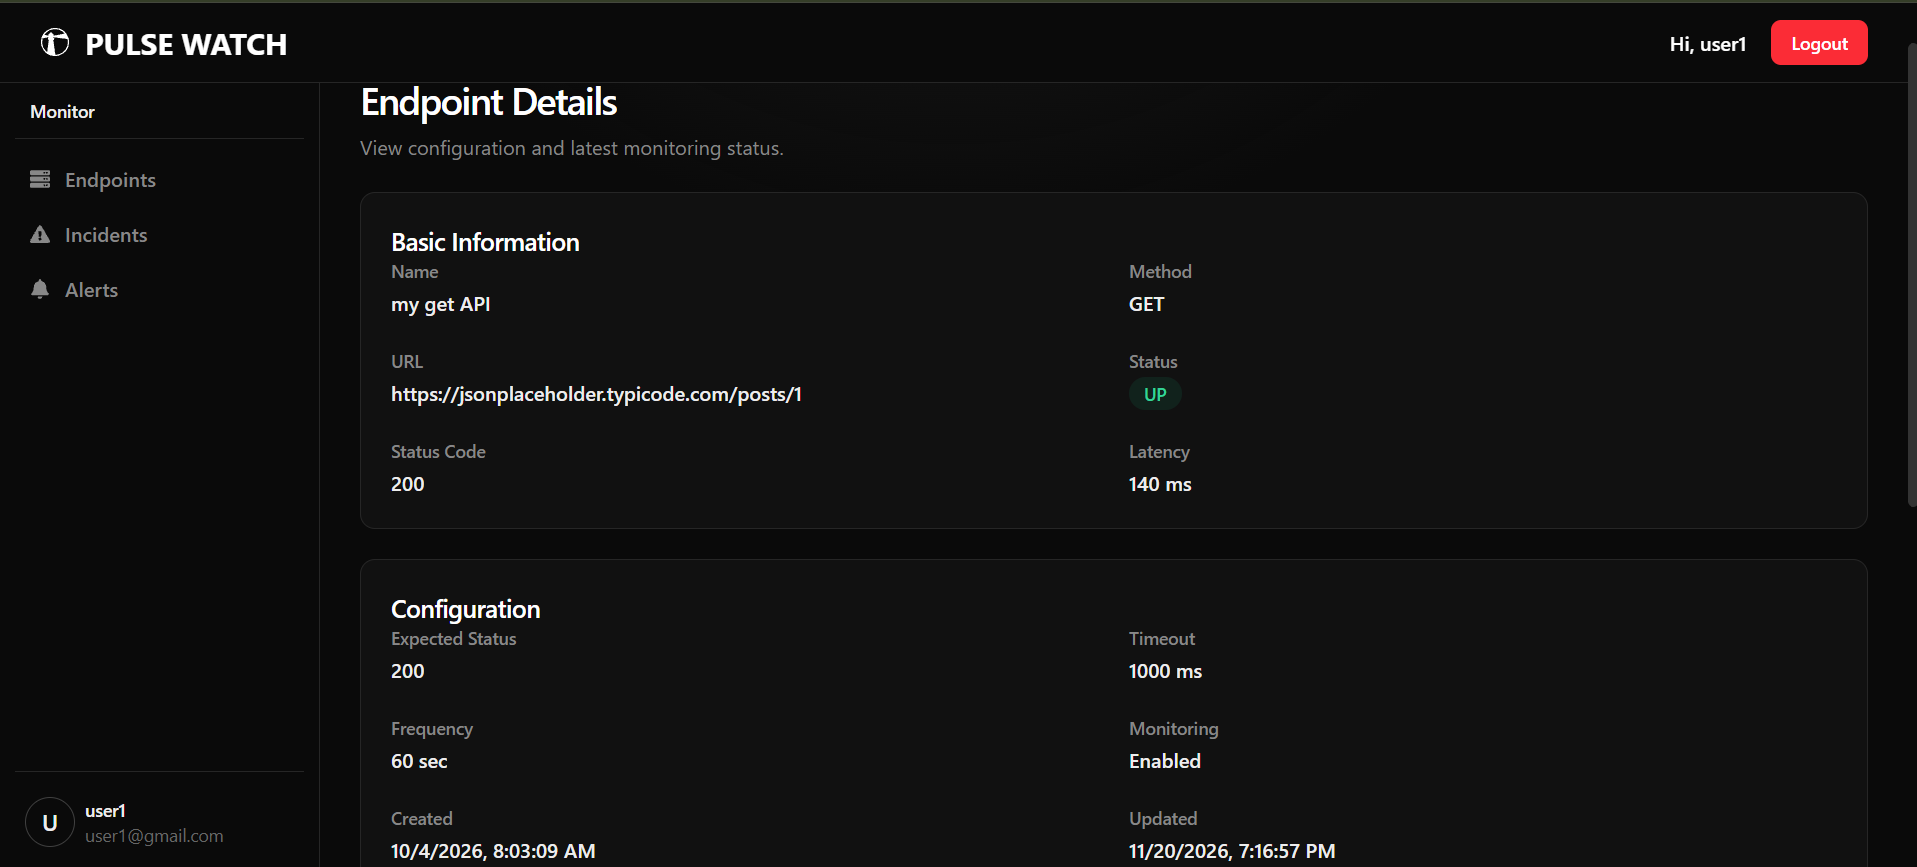 PULSE WATCH
Hi, user1
Logout
Monitor
Endpoints
Incidents
Alerts
user1
U
user1@gmail.com
Endpoint Details
View configuration and latest monitoring status.
Basic Information
Name
my get API
Method
GET
URL
https://jsonplaceholder.typicode.com/posts/1
Status
UP
Status Code
200
Latency
140 ms
Configuration
Expected Status
200
Timeout
1000 ms
Frequency
60 sec
Monitoring
Enabled
Created
10/4/2026, 8:03:09 AM
Updated
11/20/2026, 7:16:57 PM